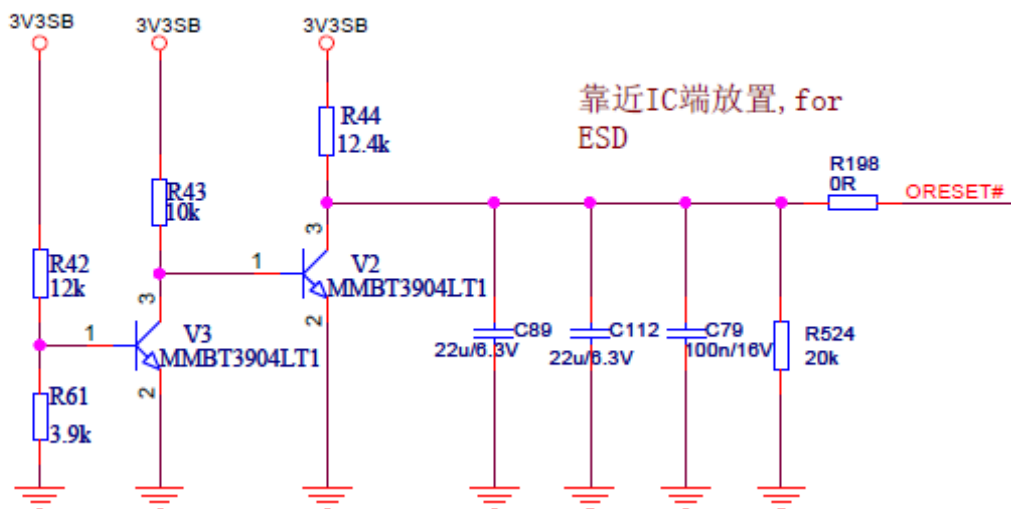 3V3SB
3V3SB
3V3SB
靠近IC端放置, for
ESD
R44
12.4k
R198
0R
ORESET#
R43
10k
3
1
V2
MMBT3904LT1
2
R42
12k
3
1
V3
MMBT3904LT1
2
C89
22u/6.3V
C112
22u/6.3V
C79
100n/16V
R524
20k
R61
3.9k